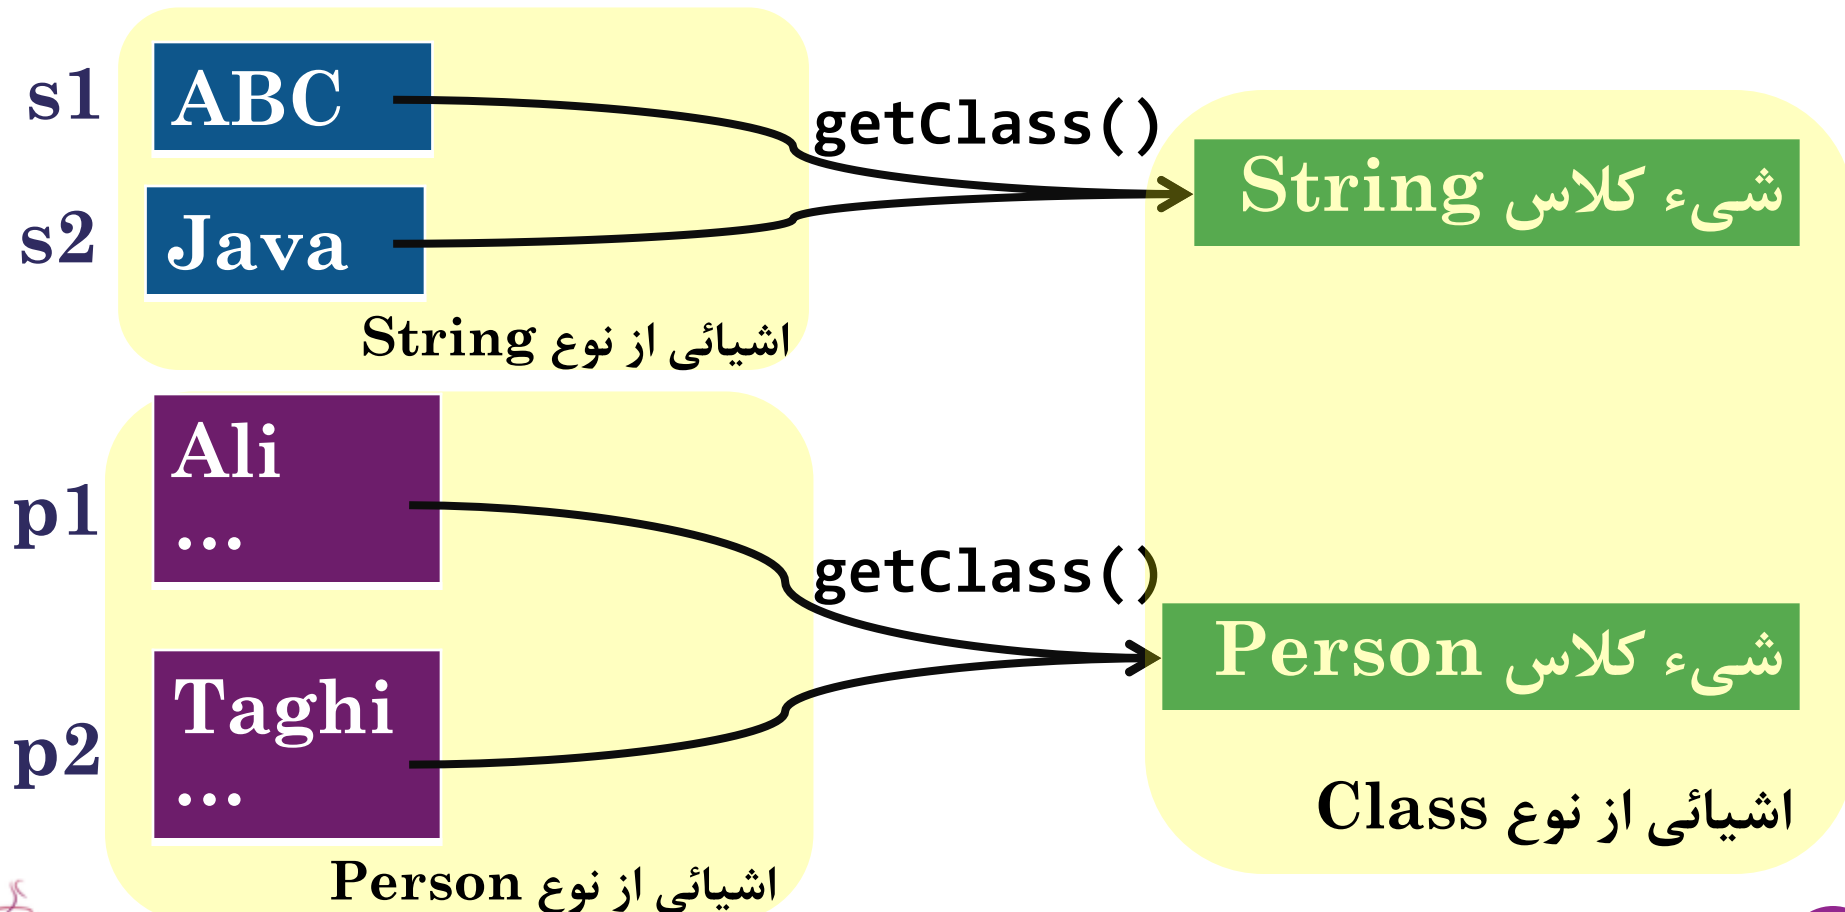 s1
ABC
getClass()
شیء کلاس String
s2
Java
اشیائی از نوع String
p1
Ali
...
getClass()
شیء کلاس Person
p2
Taghi
...
اشیائی از نوع Class
اشیائی از نوع Person